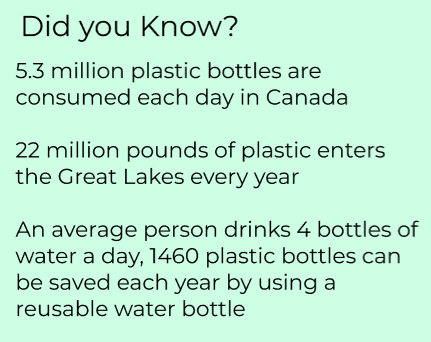 Did you Know?
5.3 million plastic bottles are
consumed each day in Canada
22 million pounds of plastic enters
the Great Lakes every year
An average person drinks 4 bottles of
water a day, 1460 plastic bottles can
be saved each year by using a
reusable water bottle